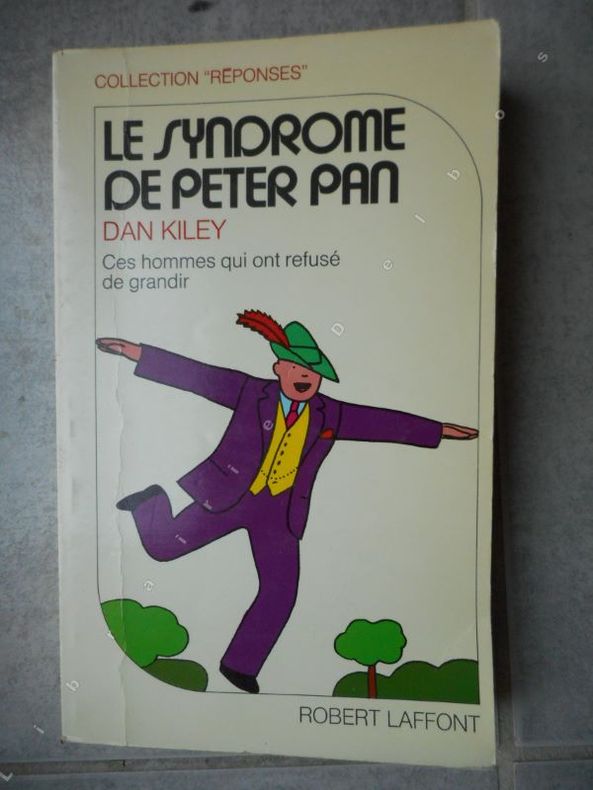 COLLECTION "RÉPONSES"
LE SYNDROME
DE PETER PAN
DAN KILEY
Ces hommes qui ont refusé
de grandir
ROBERT LAFFONT